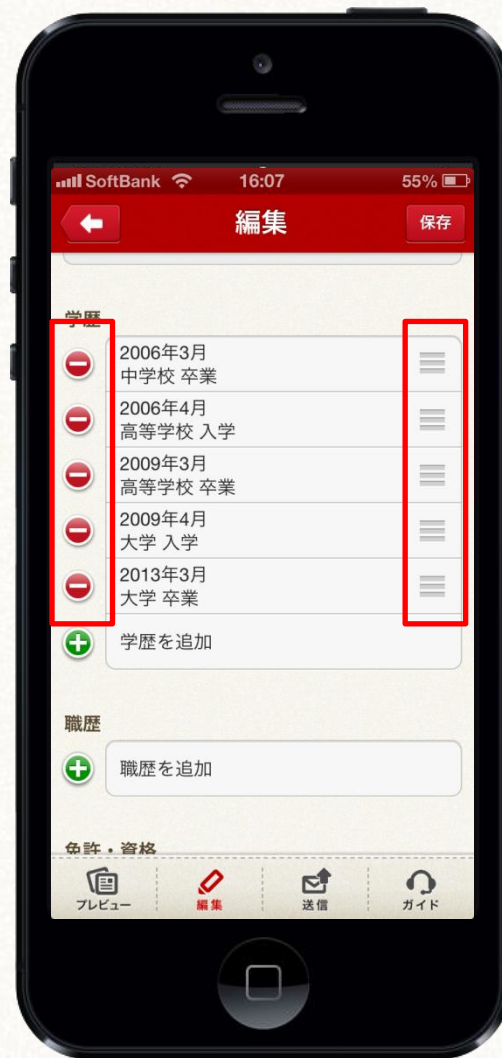 SoftBank 16:07 55%
編集 保存
学歴
2006年3月
中学校 卒業
2006年4月
高等学校 入学
2009年3月
高等学校 卒業
2009年4月
大学 入学
2013年3月
大学 卒業
学歴を追加
職歴
職歴を追加
免許・資格
プレビュー 編集 送信 ガイド